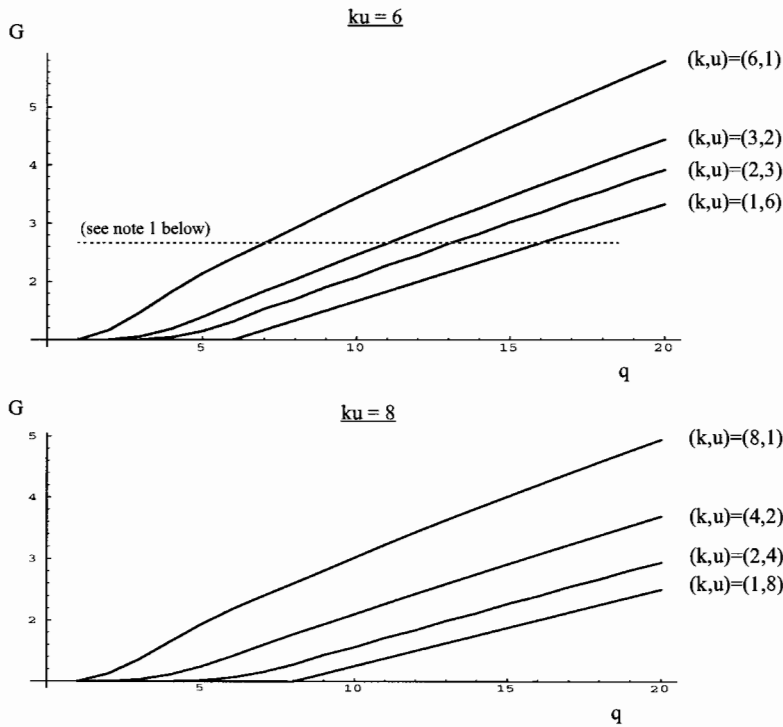 ku = 6
G
(k,u)=(6,1)
5
(k,u)=(3,2)
4
(k,u)=(2,3)
(k,u)=(1,6)
3
(see note 1 below)
2
5
10
15
20
q
G
ku = 8
5
(k,u)=(8,1)
4
(k,u)=(4,2)
3
(k,u)=(2,4)
(k,u)=(1,8)
2
5
10
15
20
q